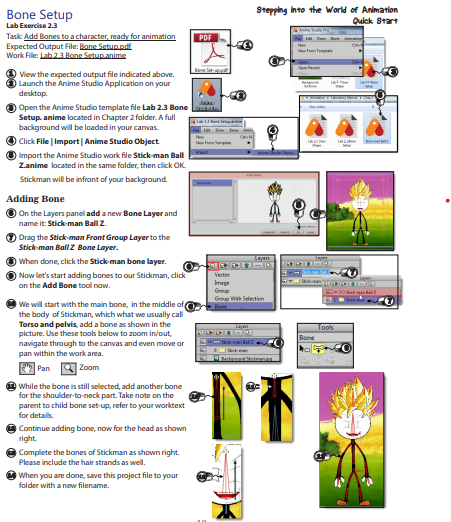 Stepping into the World of Animation
Quick Start
Bone Setup
Lab Exercise 2.3
Task: Add Bones to a character, ready for animation
Expected Output File: Bone Setup.pdf
Work File: Lab.2.3 Bone Setup.anime
1 View the expected output file indicated above.
2 Launch the Anime Studio Application on your
desktop.
3 Open the Anime Studio template file Lab 2.3 Bone
Setup. anime located in Chapter 2 folder. A full
background will be loaded in your canvas.
4 Click File | Import | Anime Studio Object.
5 Import the Anime Studio work file Stick-man Ball
Z.anime located in the same folder, then click OK.
Stickman will be infront of your background.
Adding Bone
6 On the Layers panel add a new Bone Layer and
name it: Stick-man Ball Z.
7 Drag the Stick-man Front Group Layer to the
Stick-man Ball Z Bone Layer.
8 When done, click the Stick-man bone layer.
9 Now let's start adding bones to our Stickman, click
on the Add Bone tool now.
10 We will start with the main bone, in the middle of
the body of Stickman, which what we usually call
Torso and pelvis, add a bone as shown in the
picture. Use these tools below to zoom in/out,
navigate through to the canvas and even move or
pan within the work area.
Pan Zoom
11 While the bone is still selected, add another bone
for the shoulder-to-neck part. Take note on the
parent to child bone set-up, refer to your worktext
for details.
12 Continue adding bone, now for the head as shown
right.
13 Complete the bones of Stickman as shown right.
Please include the hair strands as well.
14 When you are done, save this project file to your
folder with a new filename.
PDF
Bone Set-up.pdf
Anime Studio Pro
File Edit Draw Bone
New
New From Template
Open...
Open Recent
Lab 2.3 Bone Setup.anime
File Edit Draw Bone Anim
New
New From Template
Import
Anime Studio Object
Stick-man Ball Z
Layers
Vector
Image
Group
Group With Selection
Bone
Layers
Stick-man
Stick-man Ball Z
Layers
Stick-man Ball Z
Stick-man
Background Stickman.jpg
Tools
Bone